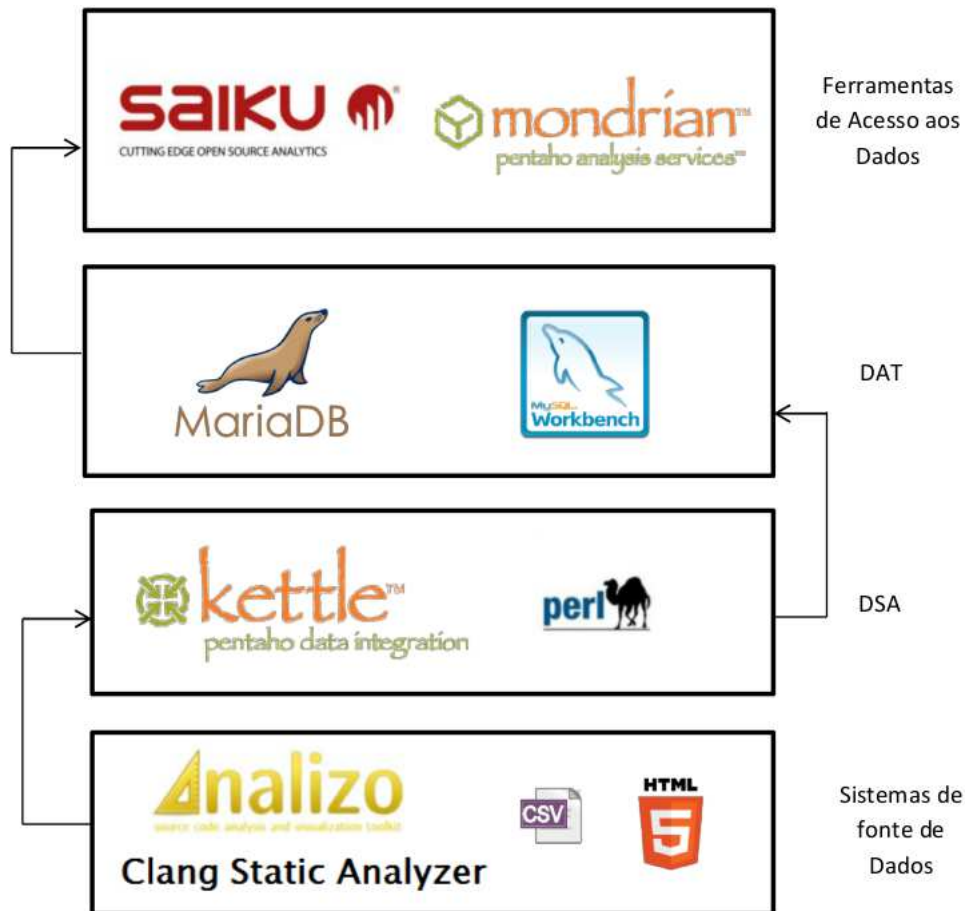 saiku ®
CUTTING EDGE OPEN SOURCE ANALYTICS
mondrian™
pentaho analysis services™
Ferramentas
de Acesso aos
Dados
MariaDB
MySQL
Workbench
DAT
kettle™
pentaho data integration
perl
DSA
Analizo
source code analysis and visualization toolkit
Clang Static Analyzer
CSV
HTML
5
Sistemas de
fonte de
Dados